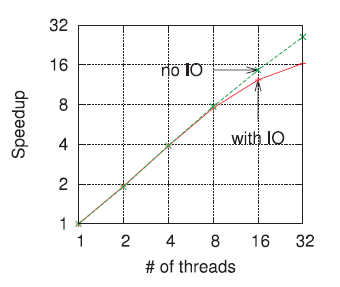 32
16
8
4
2
1
Speedup
no IO
with IO
1 2 4 8 16 32
# of threads